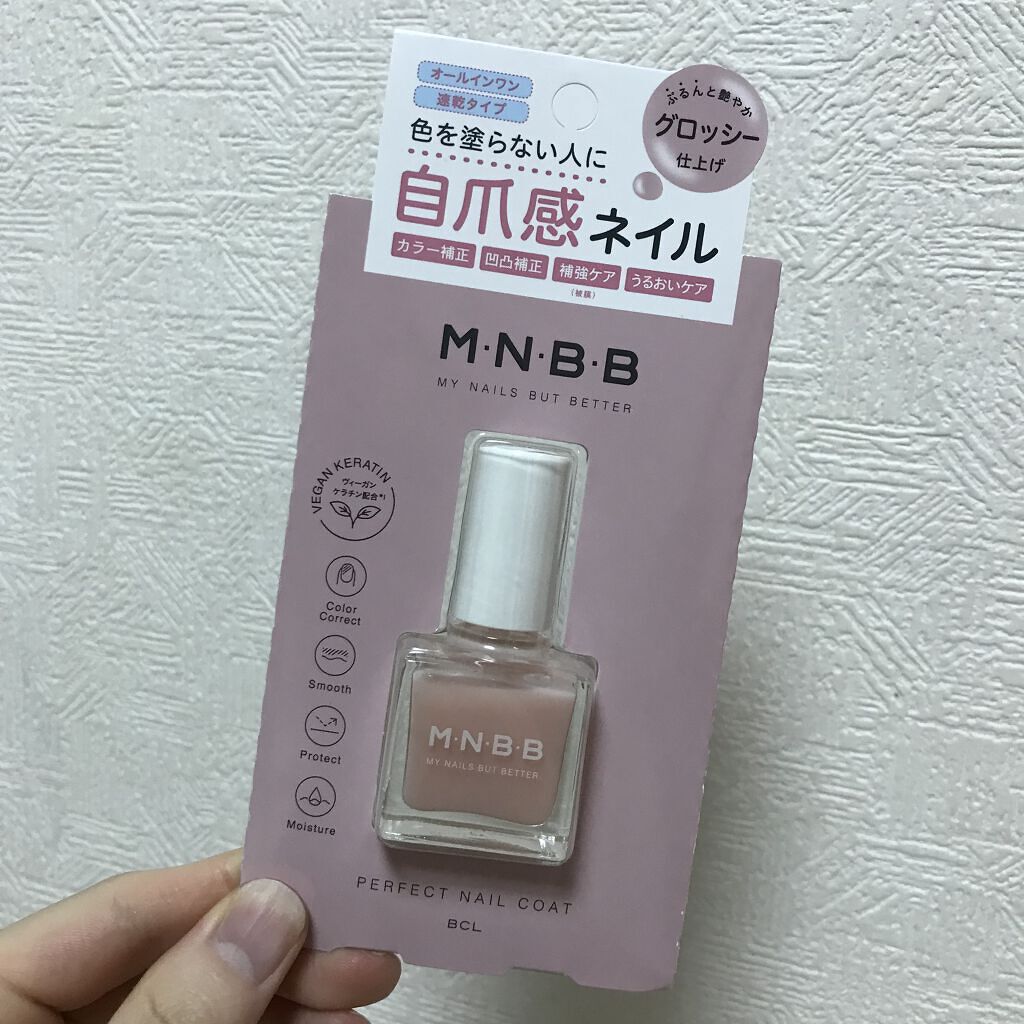 オールインワン
速乾タイプ
ぷるんと艶やか
グロッシー
仕上げ
色を塗らない人に
自爪感ネイル
カラー補正 凹凸補正 補強ケア うるおいケア
(被膜)
M·N·B·B
MY NAILS BUT BETTER
VEGAN KERATIN
ヴィーガン
ケラチン配合*1
Color
Correct
Smooth
Protect
Moisture
M·N·B·B
MY NAILS BUT BETTER
PERFECT NAIL COAT
BCL